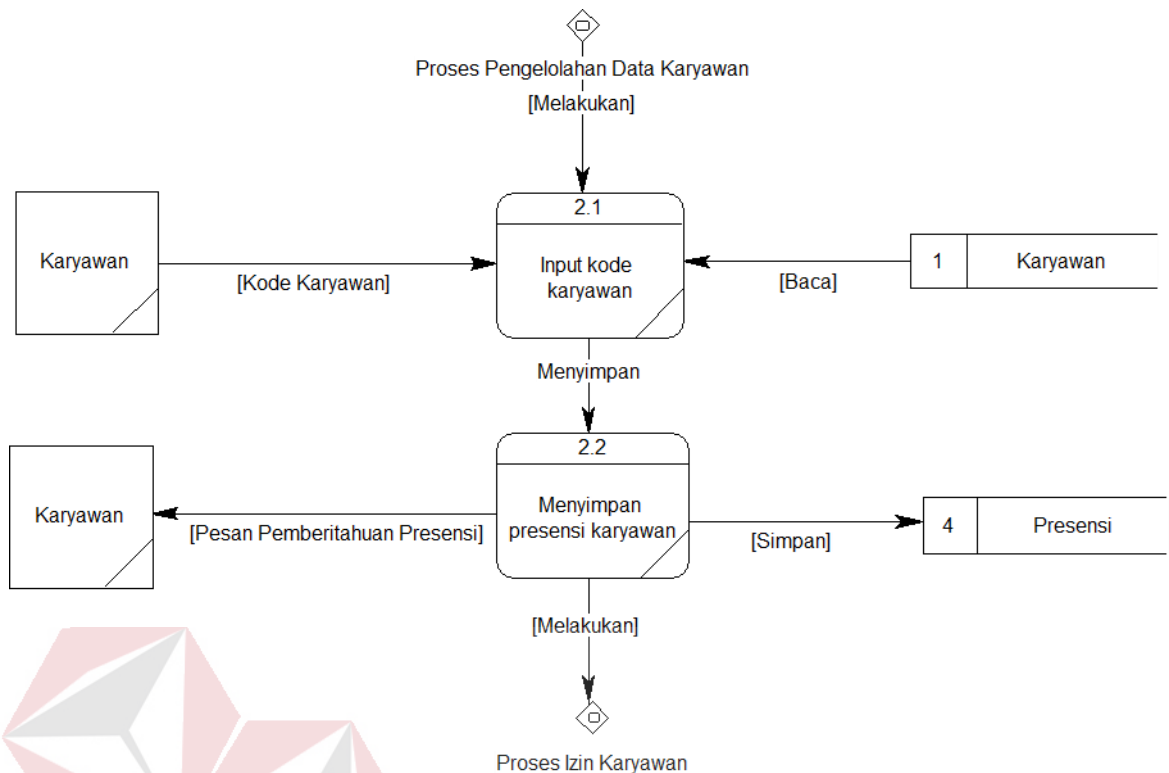 Proses Pengelolahan Data Karyawan
[Melakukan]
2.1
Karyawan
[Kode Karyawan]
Input kode
karyawan
[Baca]
1
Karyawan
Menyimpan
2.2
Karyawan
[Pesan Pemberitahuan Presensi]
Menyimpan
presensi karyawan
[Simpan]
4
Presensi
[Melakukan]
Proses Izin Karyawan